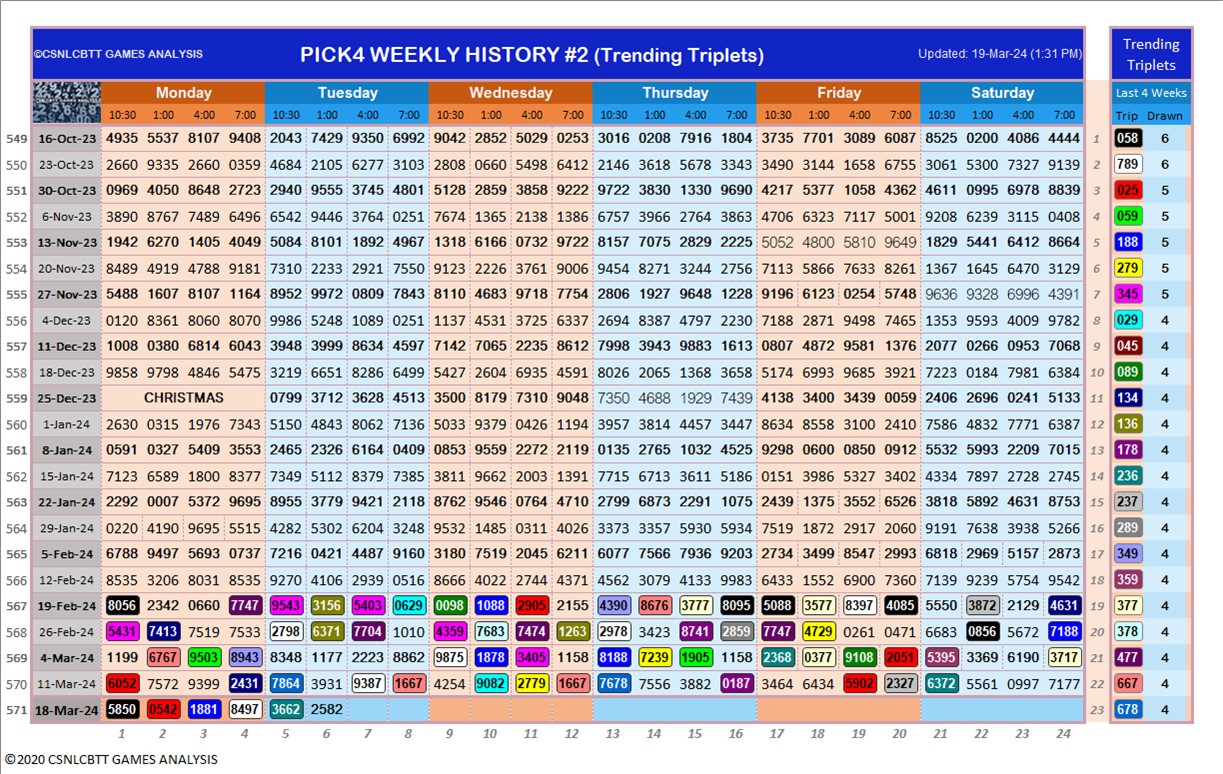 ©CSNLCBTT GAMES ANALYSIS PICK4 WEEKLY HISTORY #2 (Trending Triplets) Updated: 19-Mar-24 (1:31 PM) Trending
Triplets
Monday Tuesday Wednesday Thursday Friday Saturday Last 4 Weeks
10:30 1:00 4:00 7:00 10:30 1:00 4:00 7:00 10:30 1:00 4:00 7:00 10:30 1:00 4:00 7:00 10:30 1:00 4:00 7:00 10:30 1:00 4:00 7:00 Trip Drawn
549 16-Oct-23 4935 5537 8107 9408 2043 7429 9350 6992 9042 2852 5029 0253 3016 0208 7916 1804 3735 7701 3089 6087 8525 0200 4086 4444 1 058 6
550 23-Oct-23 2660 9335 2660 0359 4684 2105 6277 3103 2808 0660 5498 6412 2146 3618 5678 3343 3490 3144 1658 6755 3061 5300 7327 9139 2 789 6
551 30-Oct-23 0969 4050 8648 2723 2940 9555 3745 4801 5128 2859 3858 9222 9722 3830 1330 9690 4217 5377 1058 4362 4611 0995 6978 8839 3 025 5
552 6-Nov-23 3890 8767 7489 6496 6542 9446 3764 0251 7674 1365 2138 1386 6757 3966 2764 3863 4706 6323 7117 5001 9208 6239 3115 0408 4 059 5
553 13-Nov-23 1942 6270 1405 4049 5084 8101 1892 4967 1318 6166 0732 9722 8157 7075 2829 2225 5052 4800 5810 9649 1829 5441 6412 8664 5 188 5
554 20-Nov-23 8489 4919 4788 9181 7310 2233 2921 7550 9123 2226 3761 9006 9454 8271 3244 2756 7113 5866 7633 8261 1367 1645 6470 3129 6 279 5
555 27-Nov-23 5488 1607 8107 1164 8952 9972 0809 7843 8110 4683 9718 7754 2806 1927 9648 1228 9196 6123 0254 5748 9636 9328 6996 4391 7 345 5
556 4-Dec-23 0120 8361 8060 8070 9986 5248 1089 0251 1137 4531 3725 6337 2694 8387 4797 2230 7188 2871 9498 7465 1353 9593 4009 9782 8 029 4
557 11-Dec-23 1008 0380 6814 6043 3948 3999 8634 4597 7142 7065 2235 8612 7998 3943 9883 1613 0807 4872 9581 1376 2077 0266 0953 7068 9 045 4
558 18-Dec-23 9858 9798 4846 5475 3219 6651 8286 6499 5427 2604 6935 4591 8026 2065 1368 3658 5174 6993 9685 3921 7223 0184 7981 6384 10 089 4
559 25-Dec-23 CHRISTMAS 0799 3712 3628 4513 3500 8179 7310 9048 7350 4688 1929 7439 4138 3400 3439 0059 2406 2696 0241 5133 11 134 4
560 1-Jan-24 2630 0315 1976 7343 5150 4843 8062 7136 5033 9379 0426 1194 3957 3814 4457 3447 8634 8558 3100 2410 7586 4832 7771 6387 12 136 4
561 8-Jan-24 0591 0327 5409 3553 2465 2326 6164 0409 0853 9559 2272 2119 0135 2765 1032 4525 9298 0600 0850 0912 5532 5993 2209 7015 13 178 4
562 15-Jan-24 7123 6589 1800 8377 7349 5112 8379 7387 2811 9662 2003 1391 7715 6713 3611 5186 0151 3986 5327 3402 4334 7897 2728 2745 14 236 4
563 22-Jan-24 2292 0007 5372 9695 8955 3779 9421 2118 8762 9546 0764 4710 2799 6873 2291 1075 2439 1375 3552 6526 3818 5892 4631 8753 15 237 4
564 29-Jan-24 0220 4190 9695 5515 4282 5302 6204 3248 9532 1485 0311 4026 3373 3357 5930 5934 7519 1872 2917 2060 9191 7638 3938 5266 16 289 4
565 5-Feb-24 6788 9497 5693 0737 7216 0421 4487 9160 3180 7519 2045 6211 6077 7566 7936 9203 2734 3499 8547 2993 6818 2969 5157 2873 17 349 4
566 12-Feb-24 8535 3206 8031 8535 9270 4106 2939 0516 8666 4022 2744 4371 4562 3079 4133 9983 6433 1552 6900 7360 7139 9239 5754 9542 18 359 4
567 19-Feb-24 8056 2342 0660 7747 9543 3156 5403 0629 0098 1088 2905 2155 4390 8676 3777 8095 5088 3577 8397 4085 5550 3872 2129 4631 19 377 4
568 26-Feb-24 5431 7413 7519 7533 2798 6371 7704 1010 4359 7683 7474 1263 2978 3423 8741 2859 7747 4729 0261 0471 6683 0856 5672 7188 20 378 4
569 4-Mar-24 1199 6767 9503 8943 8348 1177 2223 8862 9875 1878 3405 1158 8188 7239 1905 1158 2368 0377 9108 2051 5395 3369 6190 3717 21 477 4
570 11-Mar-24 6052 7572 9399 2431 7864 3931 9387 1667 4254 9082 2779 1667 7678 7556 3882 0187 3464 6434 5902 2327 6372 5561 0997 7177 22 667 4
571 18-Mar-24 5850 0542 1881 8497 3662 2582 23 678 4
1 2 3 4 5 6 7 8 9 10 11 12 13 14 15 16 17 18 19 20 21 22 23 24
©2020 CSNLCBTT GAMES ANALYSIS